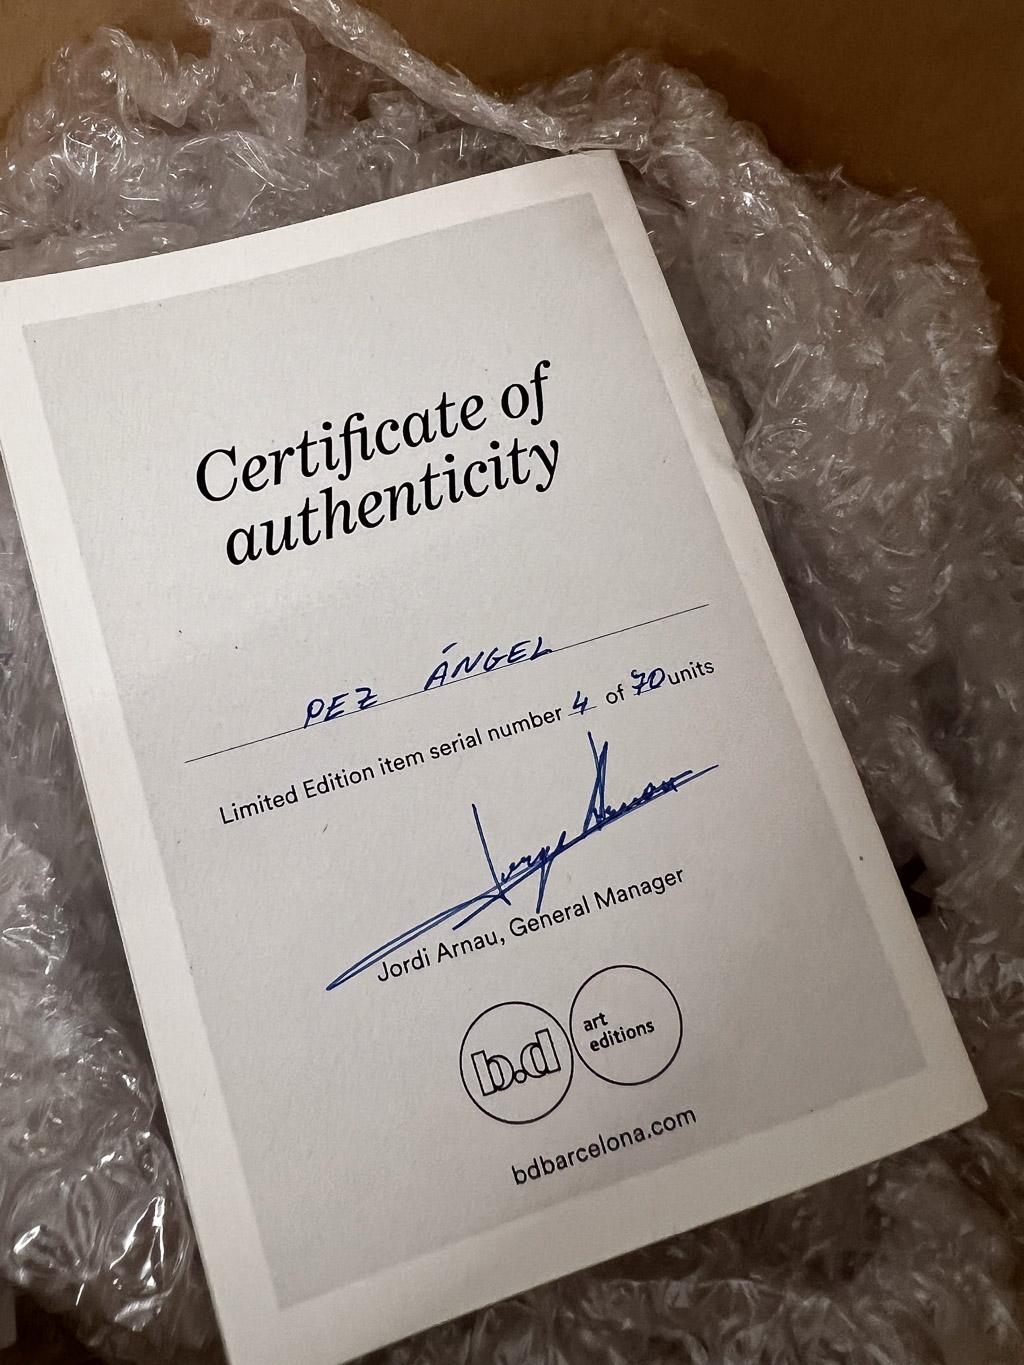 Certificate of
authenticity
PEZ ÁNGEL
Limited Edition item serial number 4 of 70 units
Jordi Arnau, General Manager
b.d
art
editions
bdbarcelona.com